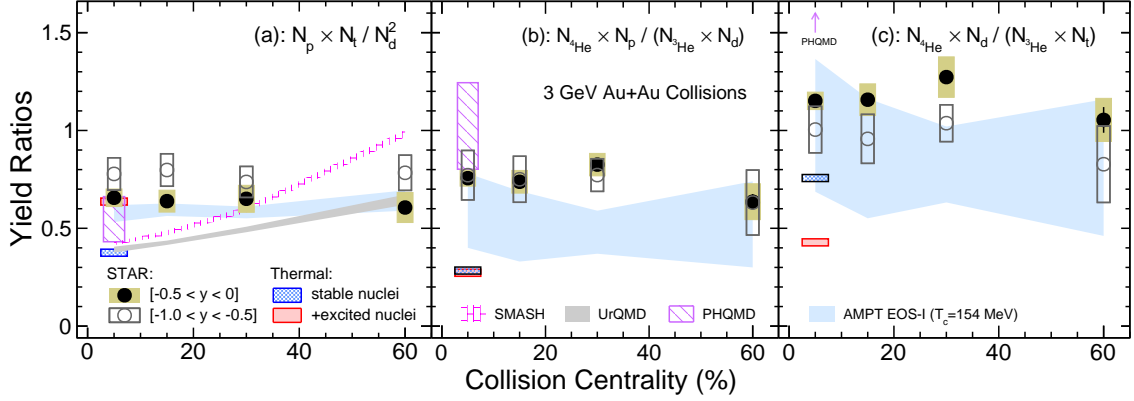 Yield Ratios
1.5
1
0.5
0
(a): N_p × N_t / N_d^2
STAR:
[-0.5 < y < 0]
[-1.0 < y < -0.5]
Thermal:
stable nuclei
+excited nuclei
0 20 40 60
(b): N_4He × N_p / (N_3He × N_d)
3 GeV Au+Au Collisions
SMASH UrQMD PHQMD
0 20 40 60
(c): N_4He × N_d / (N_3He × N_t)
PHQMD
AMPT EOS-I (T_c=154 MeV)
0 20 40 60
Collision Centrality (%)